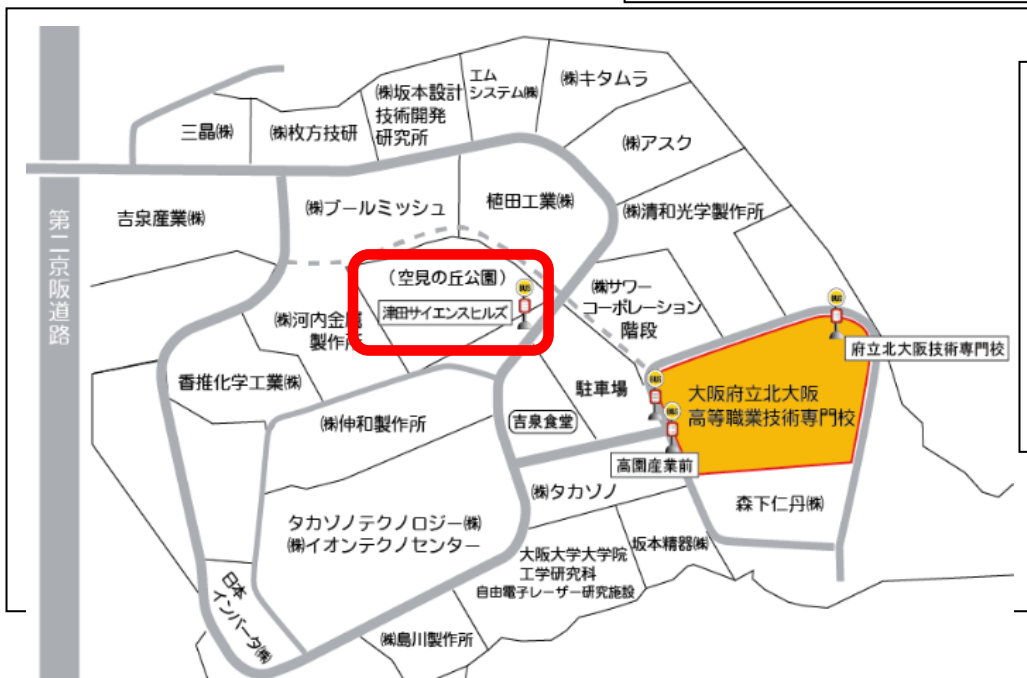 エム
システム㈱
㈱キタムラ
㈱坂本設計
技術開発
研究所
三晶㈱
㈱枚方技研
㈱アスク
第二京阪道路
吉泉産業㈱
㈱ブールミッシュ
植田工業㈱
㈱清和光学製作所
（空見の丘公園）
BUS
津田サイエンスヒルズ
㈱サワー
コーポレーション
階段
BUS
府立北大阪技術専門校
㈱河内金属
製作所
香推化学工業㈱
駐車場
BUS
大阪府立北大阪
高等職業技術専門校
㈱伸和製作所
吉泉食堂
BUS
高園産業前
㈱タカゾノ
森下仁丹㈱
タカゾノテクノロジー㈱
㈱イオンテクノセンター
大阪大学大学院
工学研究科
自由電子レーザー研究施設
坂本精器㈱
日本
インバータ㈱
㈱島川製作所